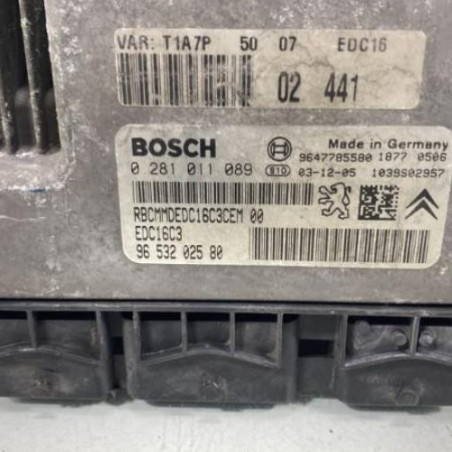 VAR: T1A7P 50 07 EDC16
02 441
BOSCH Made in Germany
9647785580 1877 0506
0 281 011 089 B10 03-12-05 1039S02957
RBCMMDEDC16C3CEM 00
EDC16C3
96 532 025 80